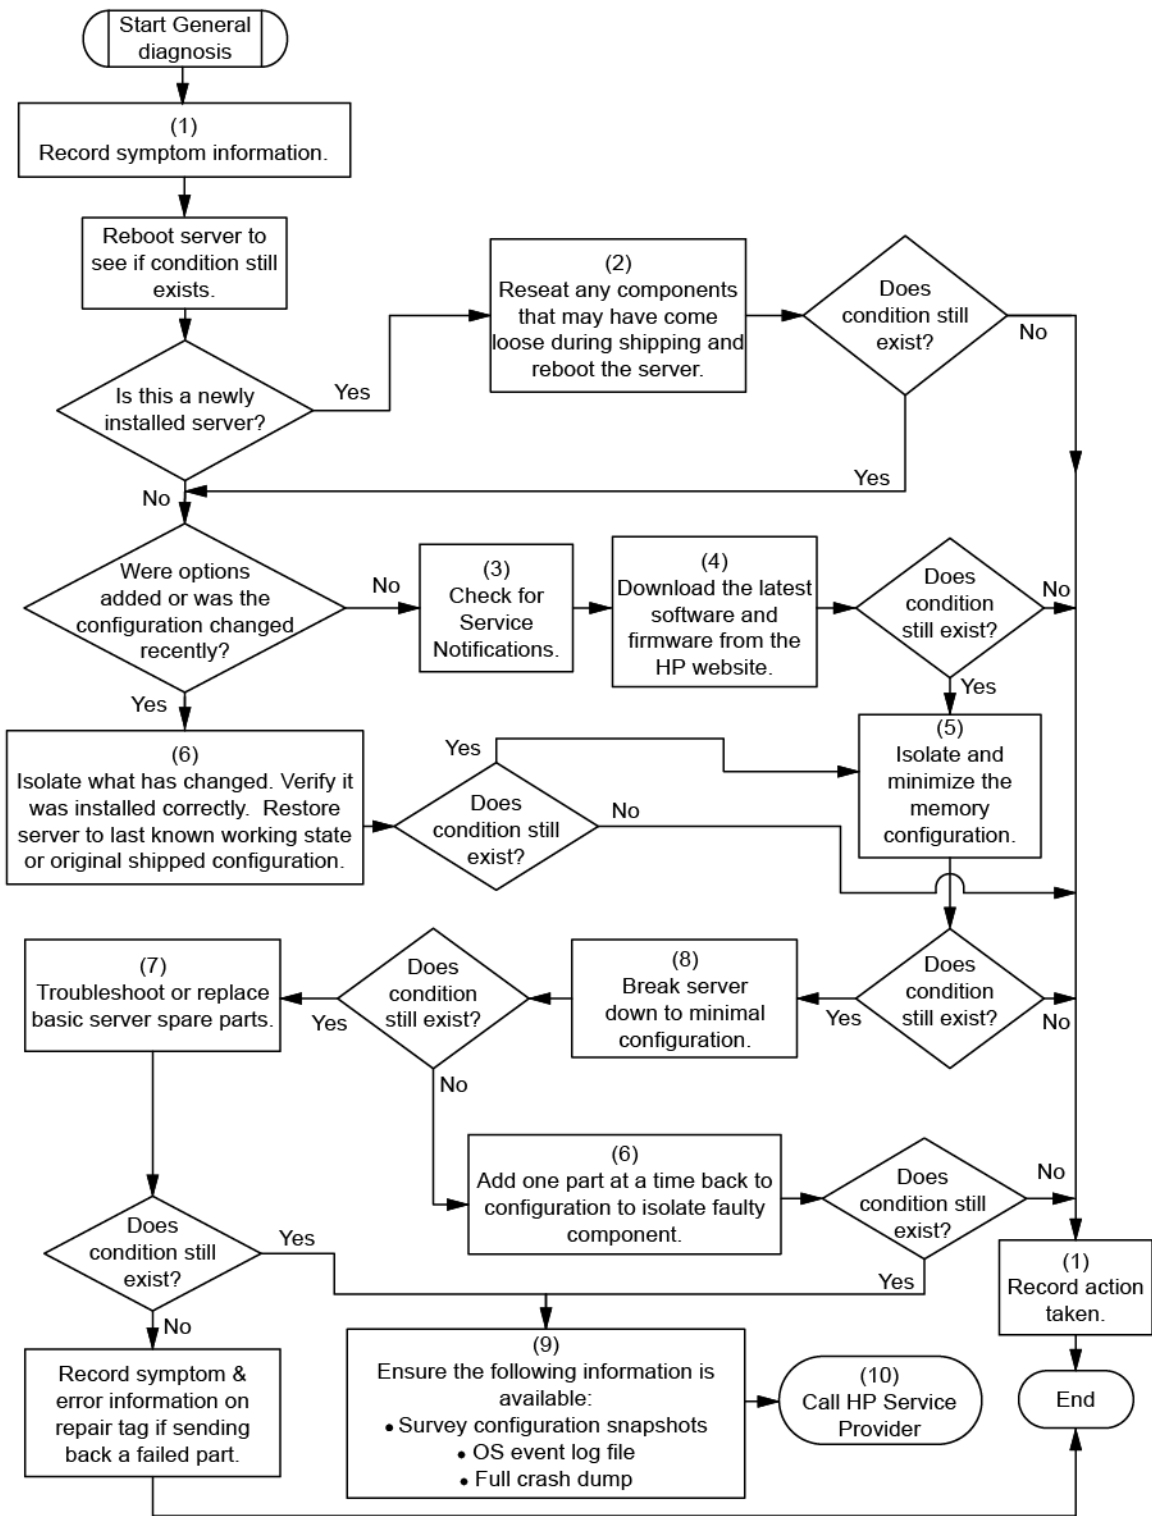 Start General
diagnosis
(1)
Record symptom information.
Reboot server to
see if condition still
exists.
Is this a newly
installed server?
Yes
No
(2)
Reseat any components
that may have come
loose during shipping and
reboot the server.
Does
condition still
exist?
No
Yes
Were options
added or was the
configuration changed
recently?
No
Yes
(3)
Check for
Service
Notifications.
(4)
Download the latest
software and
firmware from the
HP website.
Does
condition
still exist?
No
Yes
(5)
Isolate and
minimize the
memory
configuration.
(6)
Isolate what has changed. Verify it
was installed correctly. Restore
server to last known working state
or original shipped configuration.
Does
condition still
exist?
Yes
No
Does
condition
still exist?
No
Yes
(8)
Break server
down to minimal
configuration.
Does
condition
still exist?
Yes
No
(7)
Troubleshoot or replace
basic server spare parts.
(6)
Add one part at a time back to
configuration to isolate faulty
component.
Does
condition still
exist?
No
Yes
Does
condition still
exist?
Yes
No
(1)
Record action
taken.
End
Record symptom &
error information on
repair tag if sending
back a failed part.
(9)
Ensure the following information is
available:
• Survey configuration snapshots
• OS event log file
• Full crash dump
(10)
Call HP Service
Provider